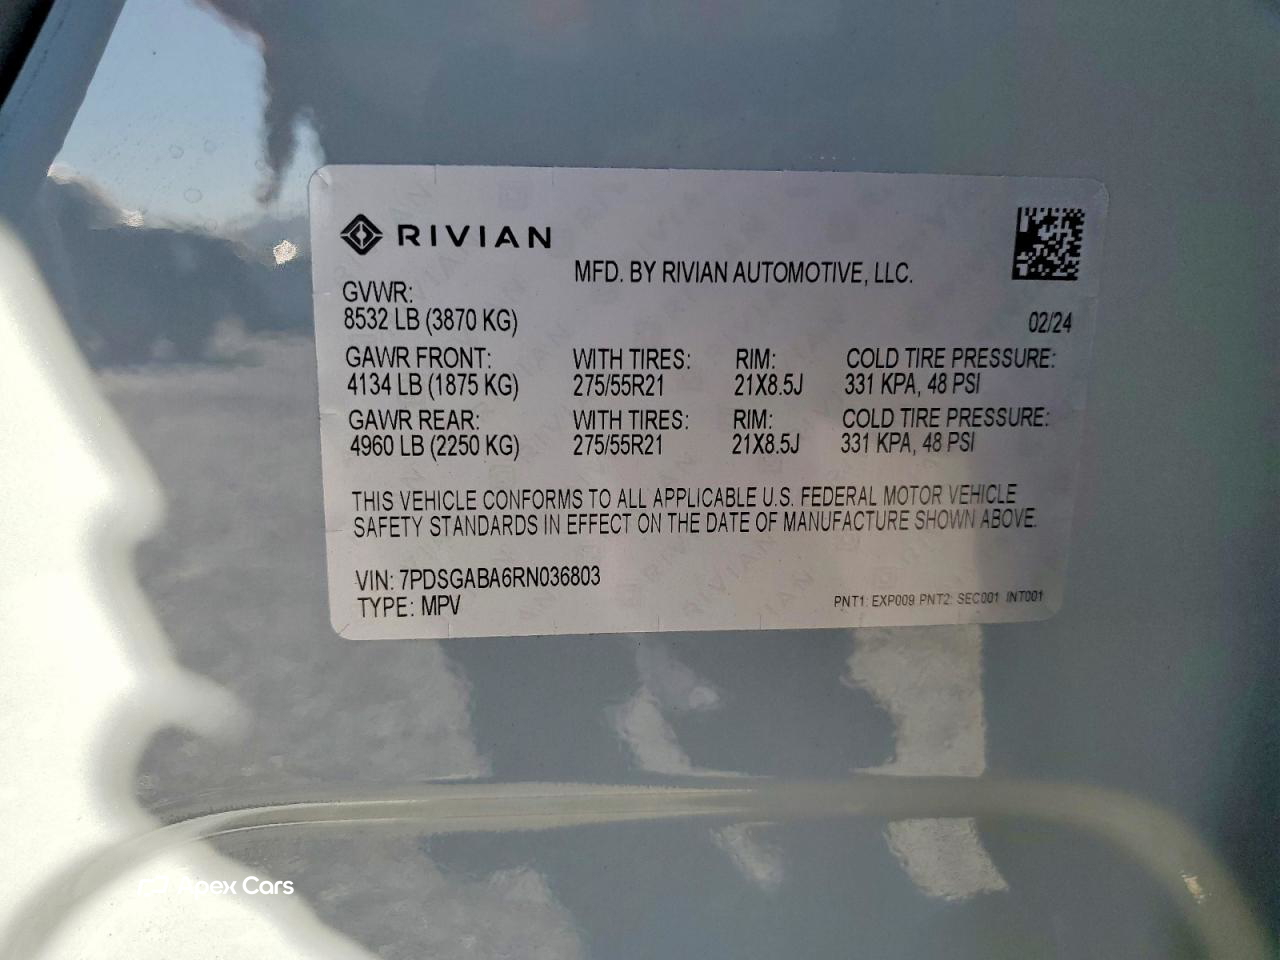 RIVIAN
MFD. BY RIVIAN AUTOMOTIVE, LLC.
GVWR:
8532 LB (3870 KG)
02/24
GAWR FRONT: WITH TIRES: RIM: COLD TIRE PRESSURE:
4134 LB (1875 KG) 275/55R21 21X8.5J 331 KPA, 48 PSI
GAWR REAR: WITH TIRES: RIM: COLD TIRE PRESSURE:
4960 LB (2250 KG) 275/55R21 21X8.5J 331 KPA, 48 PSI
THIS VEHICLE CONFORMS TO ALL APPLICABLE U.S. FEDERAL MOTOR VEHICLE
SAFETY STANDARDS IN EFFECT ON THE DATE OF MANUFACTURE SHOWN ABOVE.
VIN: 7PDSGABA6RN036803
TYPE: MPV
PNT1: EXP009 PNT2: SEC001 INT001
Cars